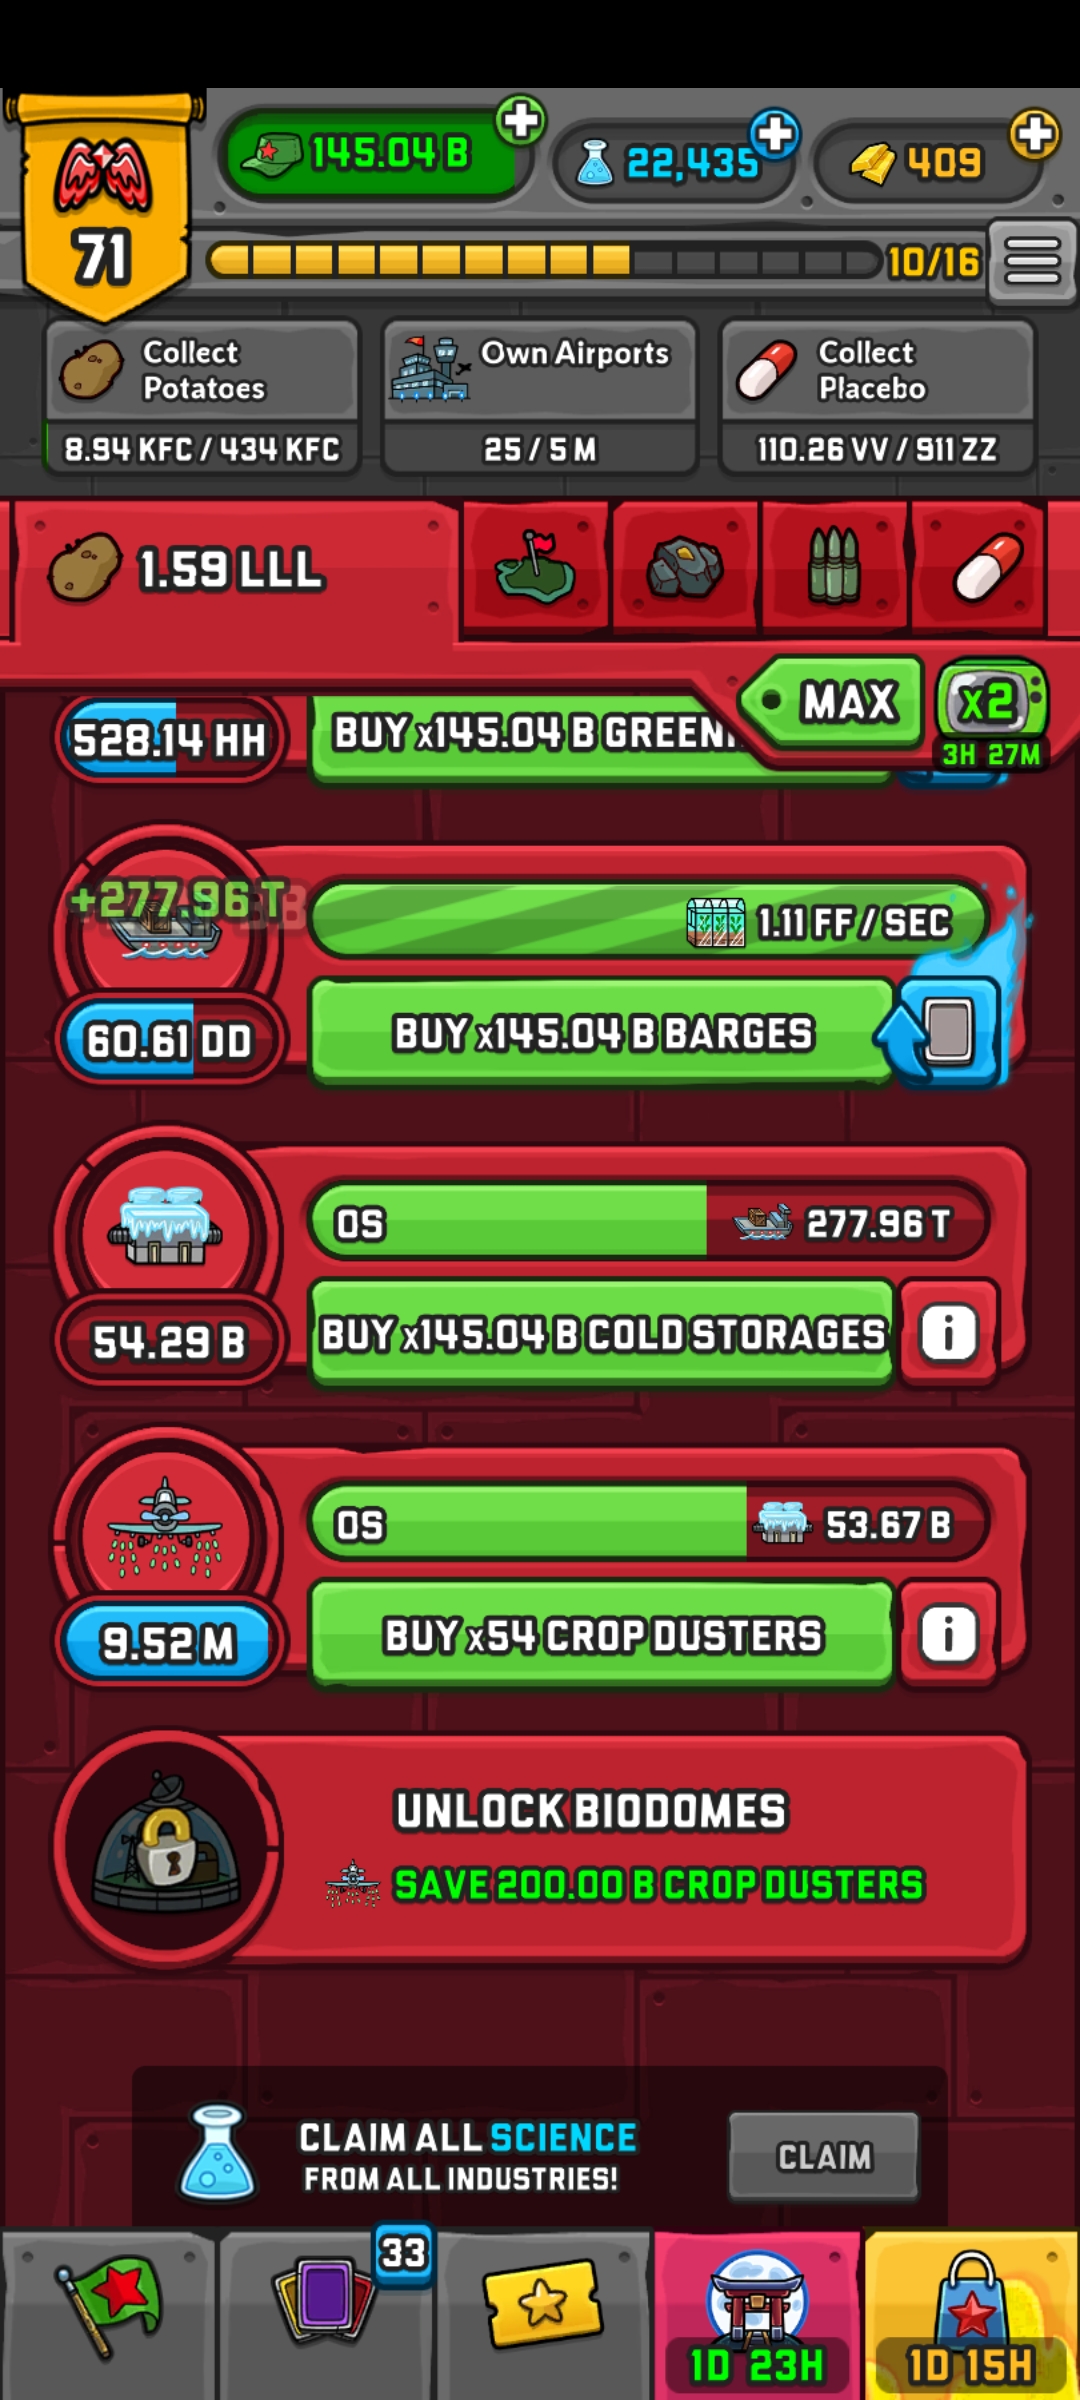 145.04 B
22,435
409
71
10/16
Collect
Potatoes
8.94 KFC / 434 KFC
Own Airports
25 / 5 M
Collect
Placebo
110.26 VV / 911 ZZ
1.59 LLL
MAX
x2
3H 27M
528.14 HH
BUY x145.04 B
+277.96 T
1.11 FF / SEC
60.61 DD
BUY x145.04 B BARGES
0S
277.96 T
54.29 B
BUY x145.04 B COLD STORAGES
0S
53.67 B
9.52 M
BUY x54 CROP DUSTERS
UNLOCK BIODOMES
SAVE 200.00 B CROP DUSTERS
CLAIM ALL SCIENCE
FROM ALL INDUSTRIES!
CLAIM
33
1D 23H
1D 15H